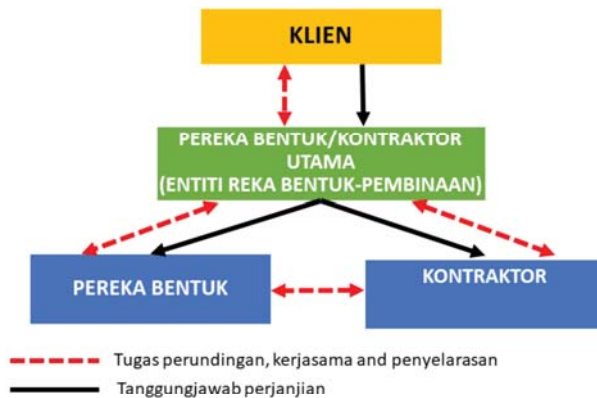 KLIEN
PEREKA BENTUK/KONTRAKTOR
UTAMA
(ENTITI REKA BENTUK-PEMBINAAN)
PEREKA BENTUK
KONTRAKTOR
Tugas perundingan, kerjasama and penyelarasan
Tanggungjawab perjanjian